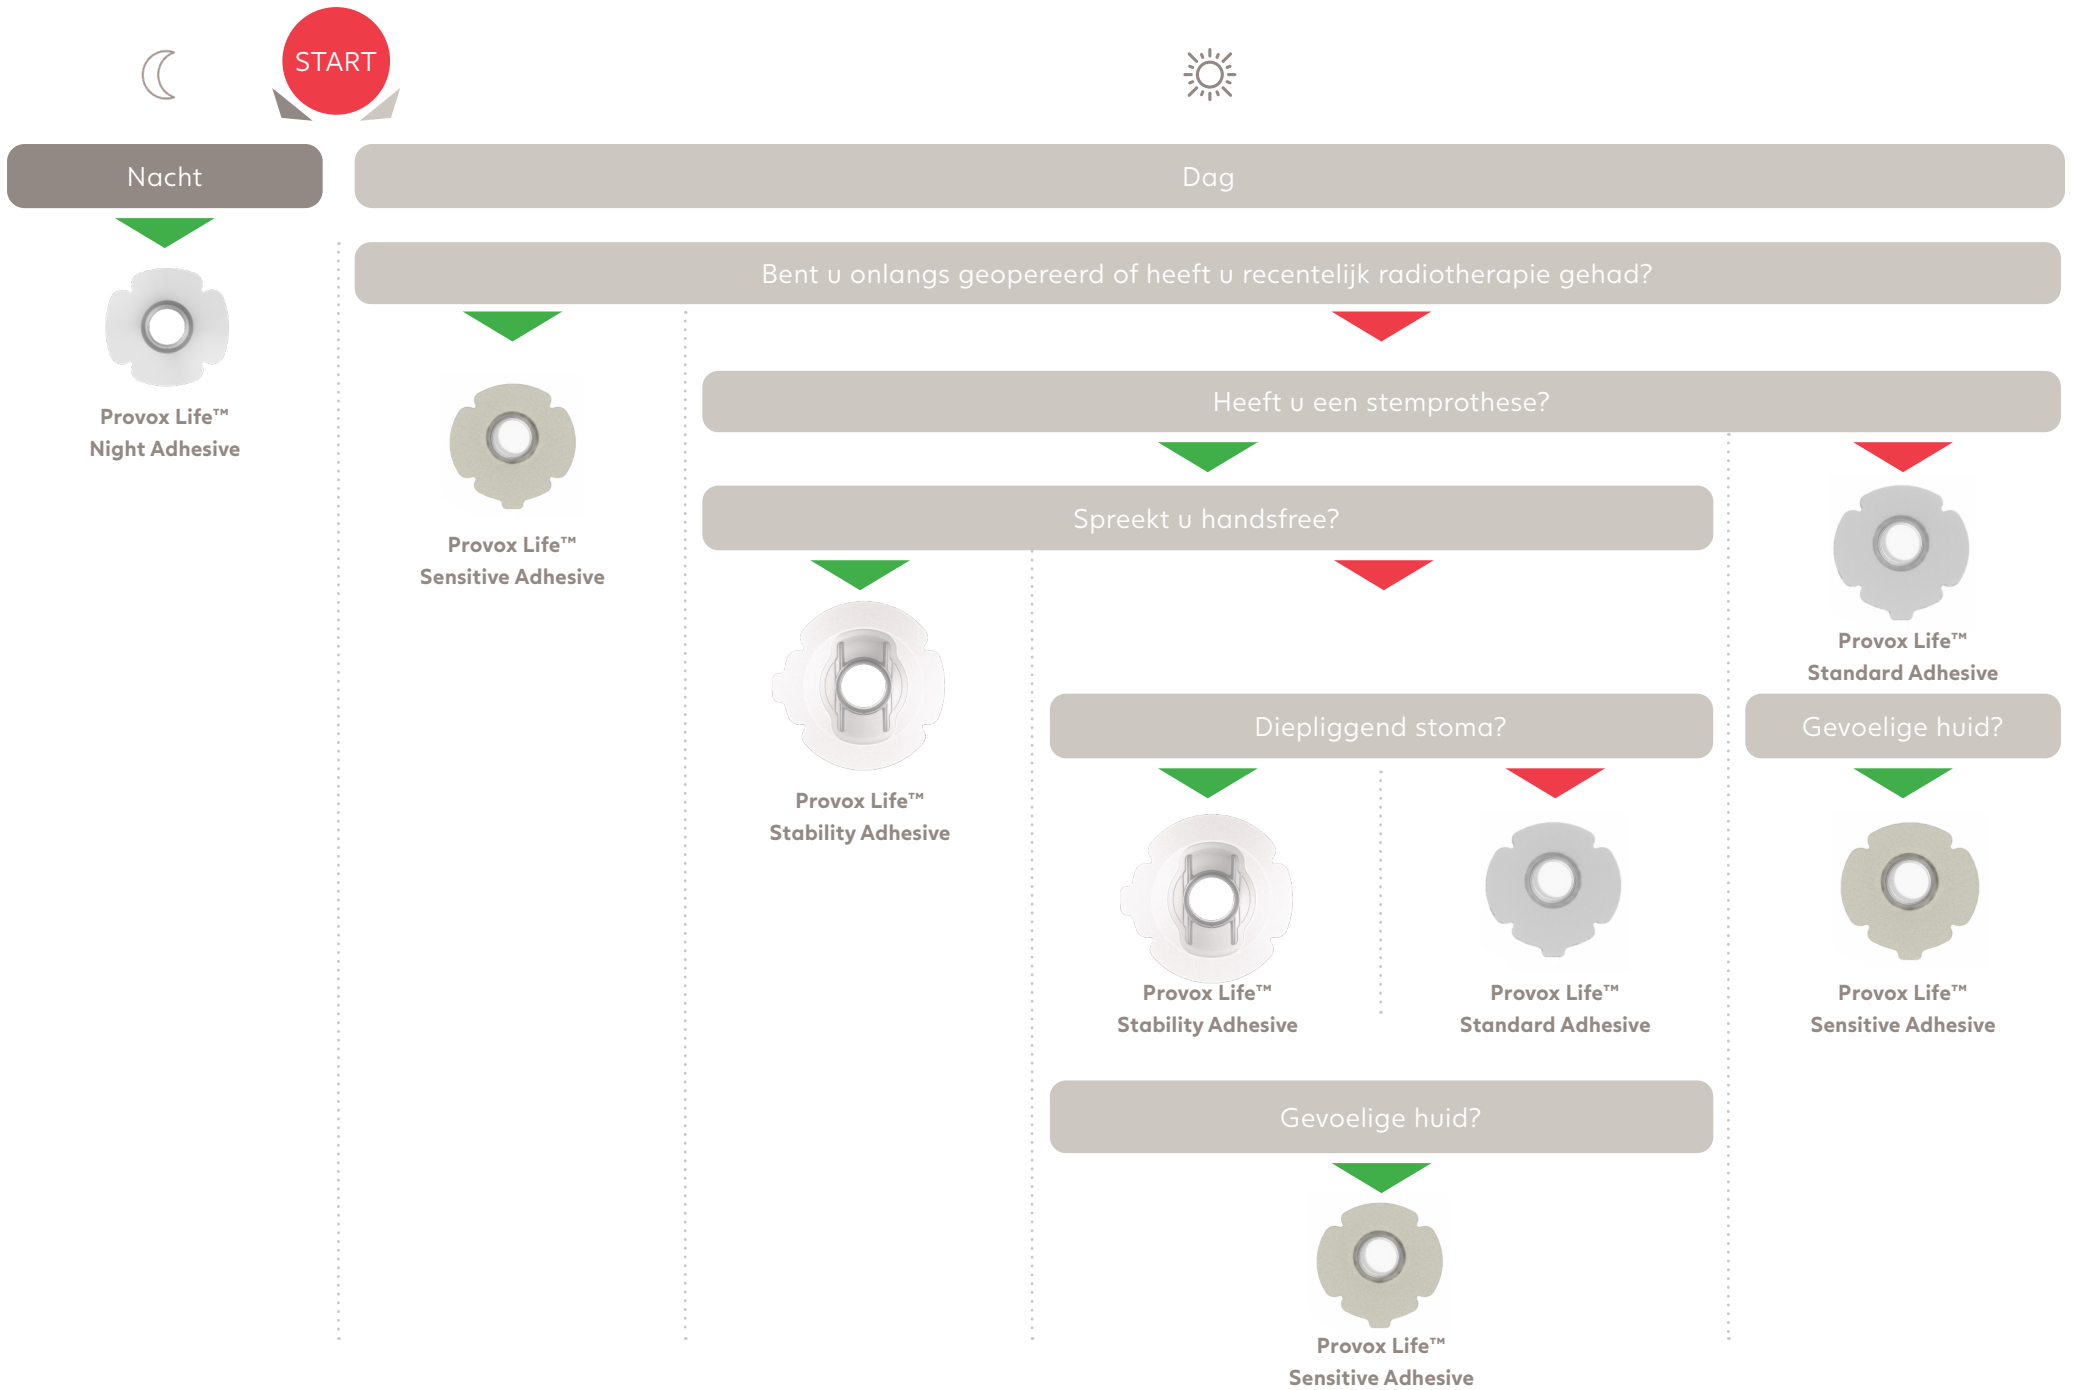 START
Nacht
Dag
Bent u onlangs geopereerd of heeft u recentelijk radiotherapie gehad?
Provox Life™
Night Adhesive
Provox Life™
Sensitive Adhesive
Heeft u een stemprothese?
Spreekt u handsfree?
Provox Life™
Stability Adhesive
Provox Life™
Standard Adhesive
Diepliggend stoma?
Gevoelige huid?
Provox Life™
Stability Adhesive
Provox Life™
Standard Adhesive
Provox Life™
Sensitive Adhesive
Gevoelige huid?
Provox Life™
Sensitive Adhesive